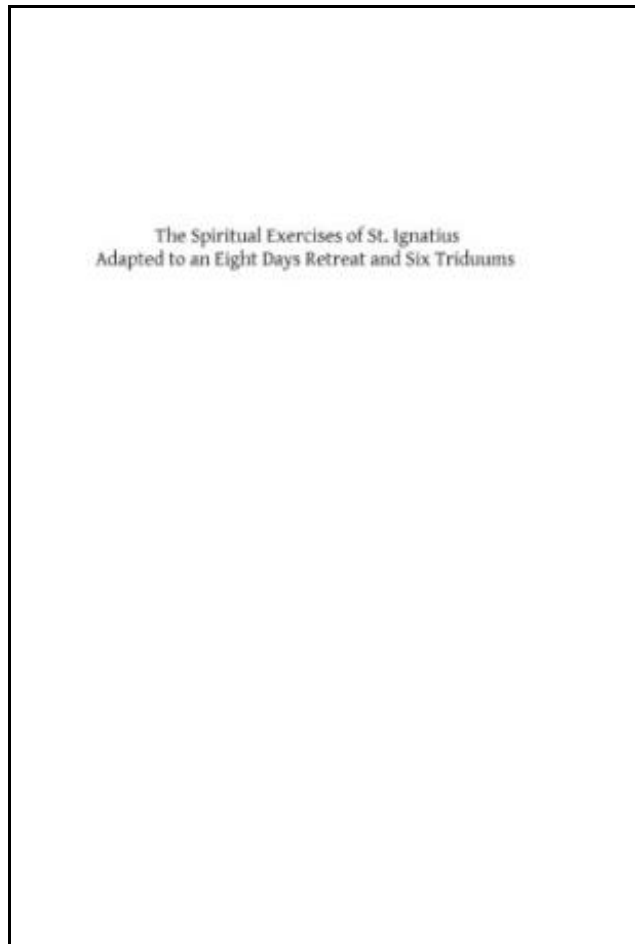 The Spiritual Exercises of St. Ignatius
Adapted to an Eight Days Retreat and Six Triduums